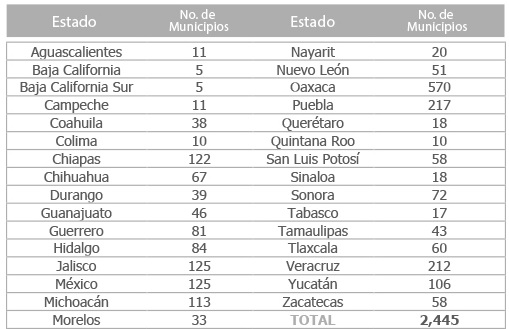 Estado No. de Municipios Estado No. de Municipios
Aguascalientes 11 Nayarit 20
Baja California 5 Nuevo León 51
Baja California Sur 5 Oaxaca 570
Campeche 11 Puebla 217
Coahuila 38 Querétaro 18
Colima 10 Quintana Roo 10
Chiapas 122 San Luis Potosí 58
Chihuahua 67 Sinaloa 18
Durango 39 Sonora 72
Guanajuato 46 Tabasco 17
Guerrero 81 Tamaulipas 43
Hidalgo 84 Tlaxcala 60
Jalisco 125 Veracruz 212
México 125 Yucatán 106
Michoacán 113 Zacatecas 58
Morelos 33 TOTAL 2,445